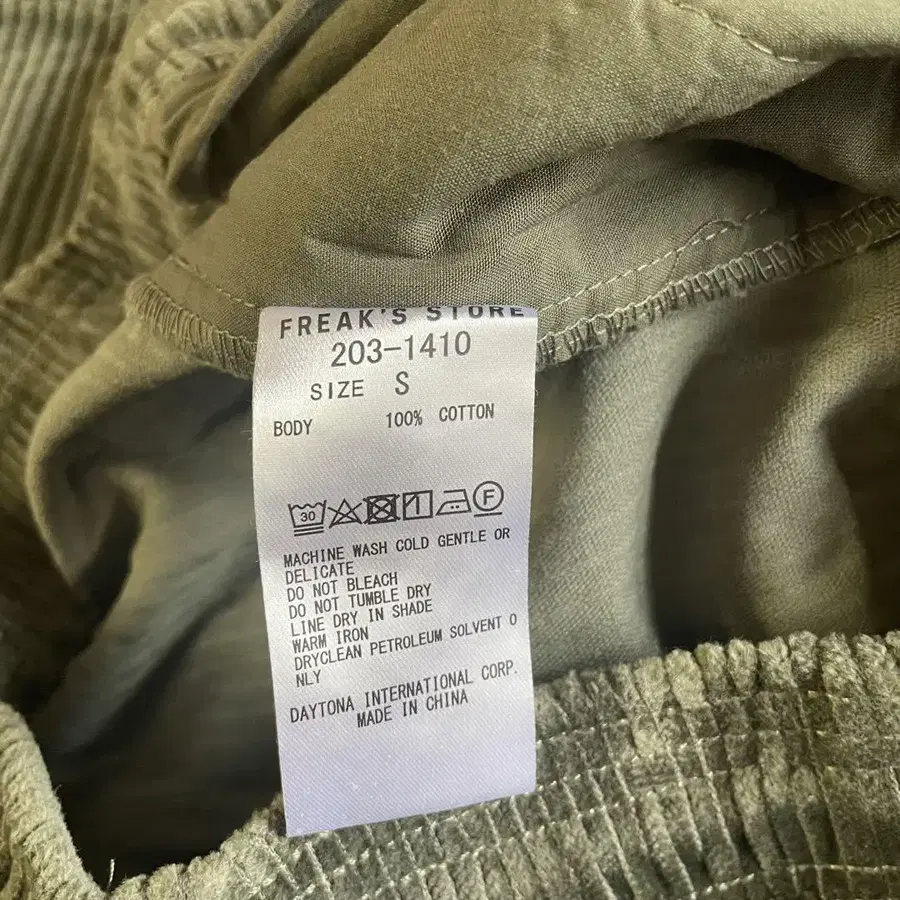 FREAK'S STORE
203-1410
SIZE S
BODY 100% COTTON
30 F
MACHINE WASH COLD GENTLE OR
DELICATE
DO NOT BLEACH
DO NOT TUMBLE DRY
LINE DRY IN SHADE
WARM IRON
DRYCLEAN PETROLEUM SOLVENT O
NLY
DAYTONA INTERNATIONAL CORP.
MADE IN CHINA